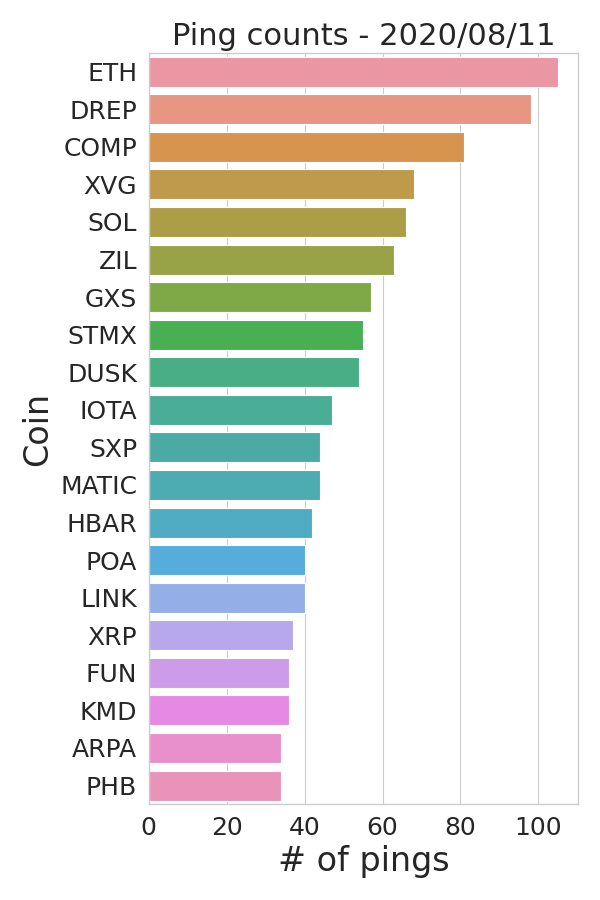 Ping counts - 2020/08/11
ETH
DREP
COMP
XVG
SOL
ZIL
GXS
STMX
DUSK
IOTA
SXP
MATIC
HBAR
POA
LINK
XRP
FUN
KMD
ARPA
PHB
Coin
0 20 40 60 80 100
# of pings